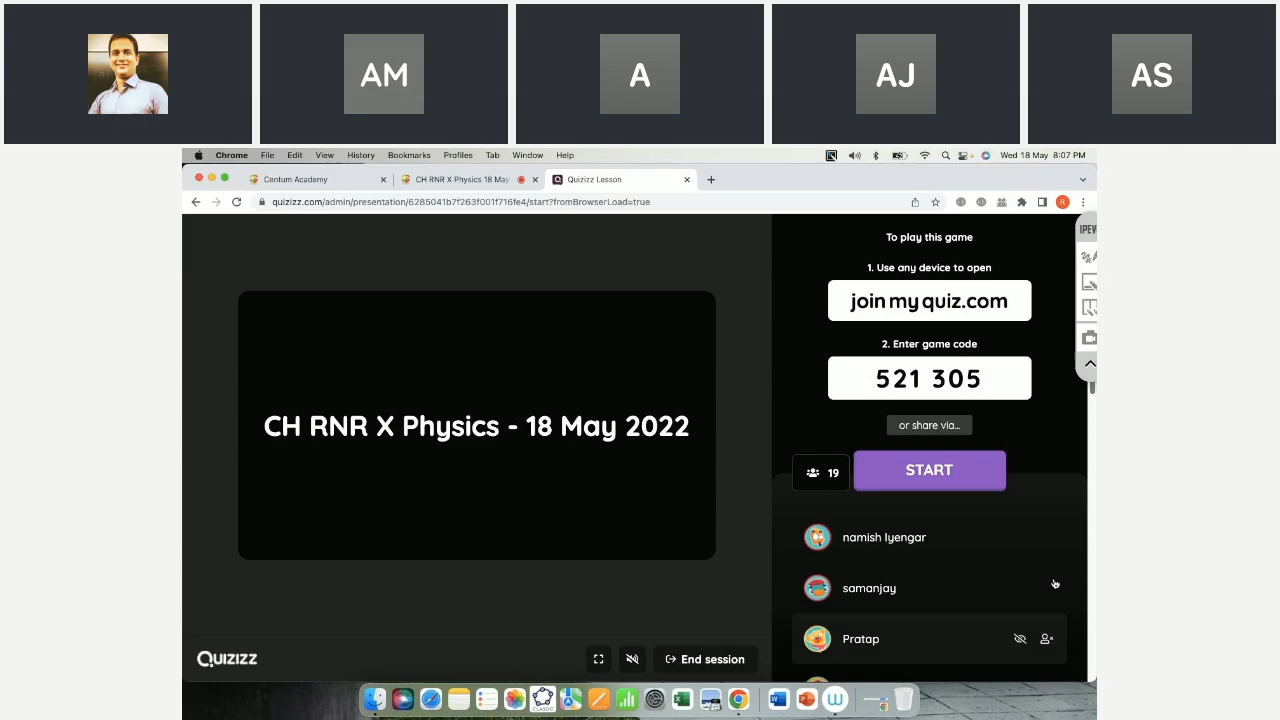 AM
A
AJ
AS
Chrome File Edit View History Bookmarks Profiles Tab Window Help
Wed 18 May 8:07 PM
Centum Academy
CH RNR X Physics 18 May
Quizizz Lesson
quizizz.com/admin/presentation/6285041b7f263f001f716fe4/start?fromBrowserLoad=true
R
To play this game
IPEV
1. Use any device to open
joinmyquiz.com
2. Enter game code
521 305
CH RNR X Physics - 18 May 2022
or share via...
19
START
namish Iyengar
samanjay
Pratap
Quizizz
End session
CLASSIC